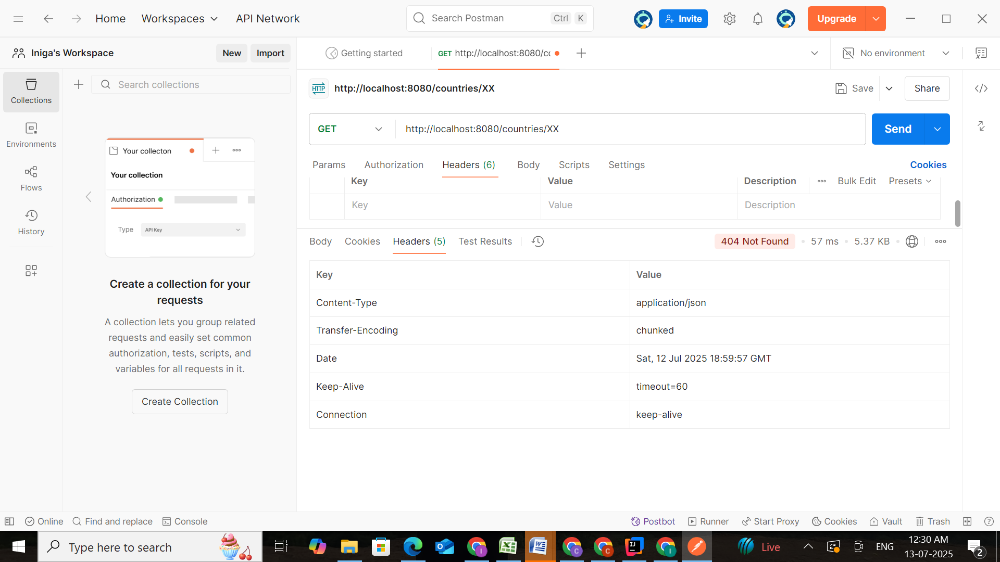 Home
Workspaces
API Network
Search Postman
Ctrl K
Invite
Upgrade
Iniga's Workspace
New
Import
Getting started
GET http://localhost:8080/cc
No environment
Collections
Search collections
Environments
Flows
History
Your collecton
Your collection
Authorization
Type API Key
Create a collection for your
requests
A collection lets you group related
requests and easily set common
authorization, tests, scripts, and
variables for all requests in it.
Create Collection
HTTP http://localhost:8080/countries/XX
Save
Share
GET http://localhost:8080/countries/XX
Send
Params Authorization Headers (6) Body Scripts Settings Cookies
Key Value Description Bulk Edit Presets
Key Value Description
Body Cookies Headers (5) Test Results 404 Not Found 57 ms 5.37 KB
Key Value
Content-Type application/json
Transfer-Encoding chunked
Date Sat, 12 Jul 2025 18:59:57 GMT
Keep-Alive timeout=60
Connection keep-alive
Online Find and replace Console Postbot Runner Start Proxy Cookies Vault Trash
Type here to search
Live
ENG
12:30 AM
13-07-2025
2